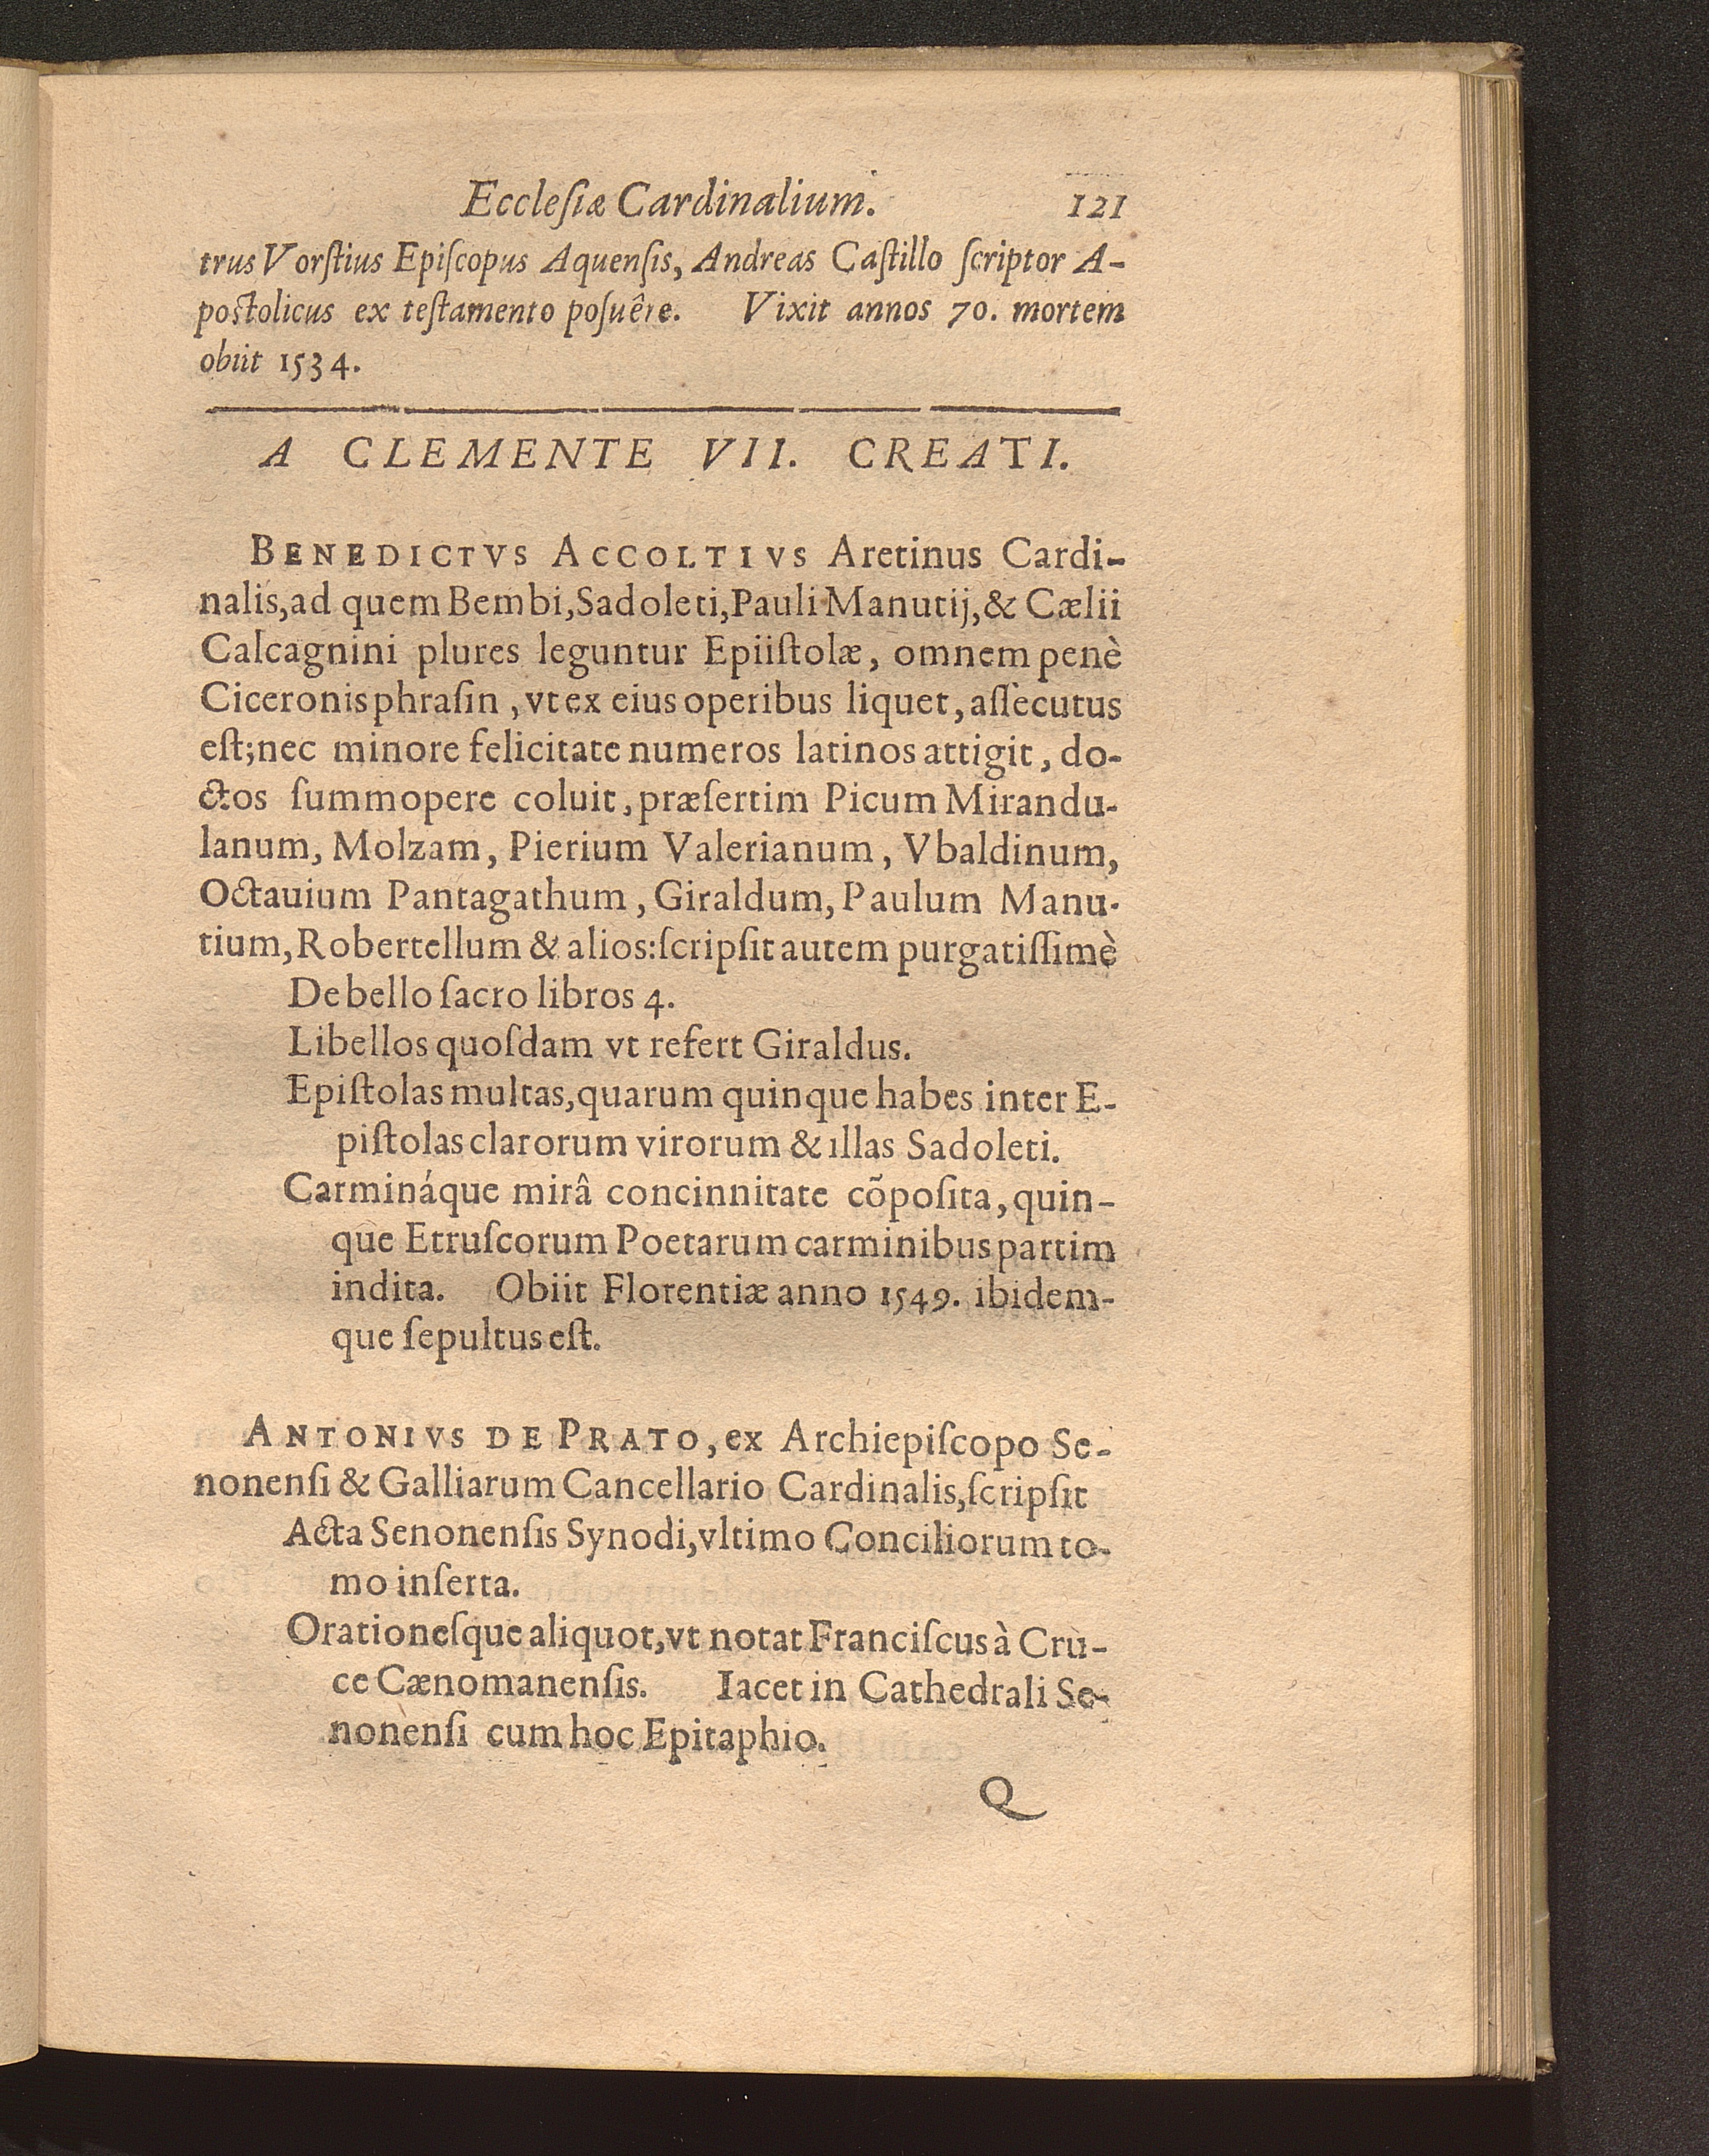 Ecclesiæ Cardinalium. 121
trus Vorſtius Epiſcopus Aquenſis, Andreas Caſtillo ſcriptor A-
poſtolicus ex teſtamento poſuêre. Vixit annos 70. mortem
obiit 1534.
A CLEMENTE VII. CREATI.
BENEDICTVS ACCOLTIVS Aretinus Cardi-
nalis, ad quem Bembi, Sadoleti, Pauli Manutij, & Cælii
Calcagnini plures leguntur Epiiſtolæ, omnem penè
Ciceronis phraſin, vt ex eius operibus liquet, aſſecutus
eſt; nec minore felicitate numeros latinos attigit, do-
ctos ſummopere coluit, præſertim Picum Mirandu-
lanum, Molzam, Pierium Valerianum, Vbaldinum,
Octauium Pantagathum, Giraldum, Paulum Manu-
tium, Robertellum & alios: ſcripſit autem purgatiſſimè
De bello ſacro libros 4.
Libellos quoſdam vt refert Giraldus.
Epiſtolas multas, quarum quinque habes inter E-
piſtolas clarorum virorum & illas Sadoleti.
Carmináque mirâ concinnitate cõpoſita, quin-
que Etruſcorum Poetarum carminibus partim
indita. Obiit Florentiæ anno 1549. ibidem-
que ſepultus eſt.
ANTONIVS DE PRATO, ex Archiepiſcopo Se-
nonenſi & Galliarum Cancellario Cardinalis, ſcripſit
Acta Senonenſis Synodi, vltimo Conciliorum to-
mo inſerta.
Orationeſque aliquot, vt notat Franciſcus à Cru-
ce Cænomanenſis. Iacet in Cathedrali Se-
nonenſi cum hoc Epitaphio.
Q